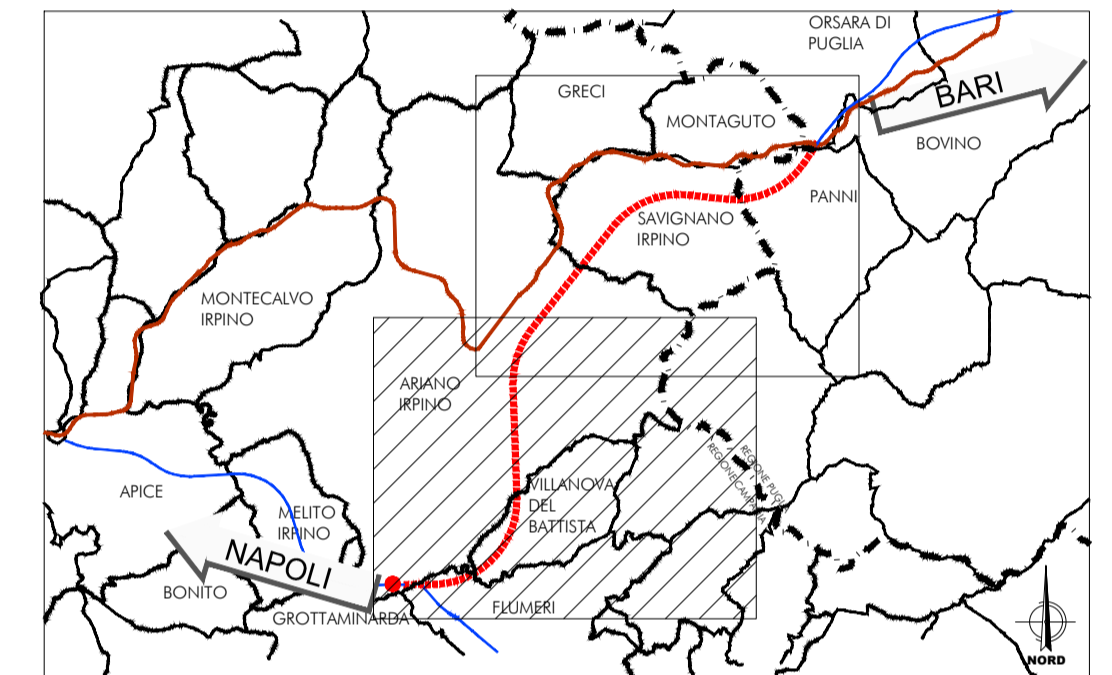 ORSARA DI
PUGLIA
BARI
GRECI
MONTAGUTO
BOVINO
PANNI
SAVIGNANO
IRPINO
MONTECALVO
IRPINO
ARIANO
IRPINO
REGIONE PUGLIA
REGIONE CAMPANIA
APICE
VILLANOVA
DEL
BATTISTA
MELITO
IRPINO
NAPOLI
BONITO
GROTTAMINARDA
FLUMERI
NORD